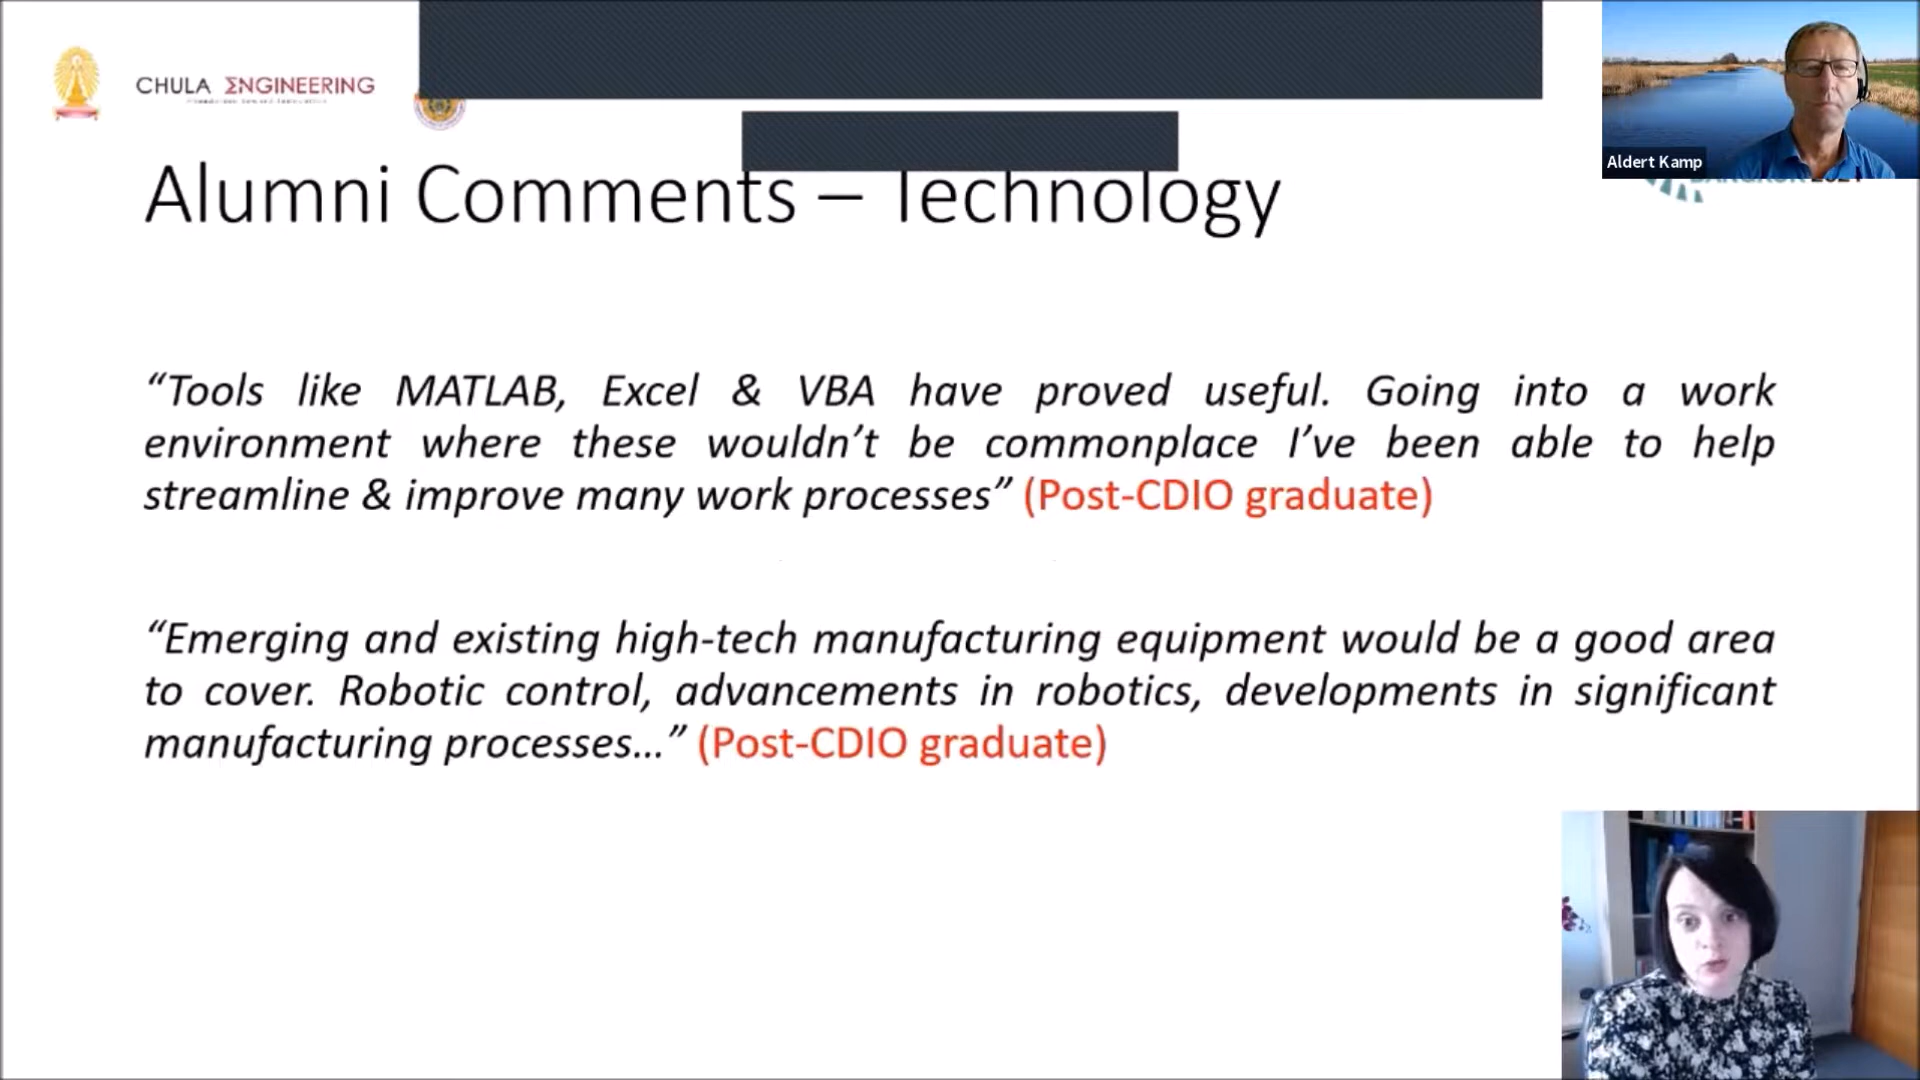 CHULA ΣNGINEERING
Aldert Kamp
Alumni Comments – Technology
“Tools like MATLAB, Excel & VBA have proved useful. Going into a work
environment where these wouldn’t be commonplace I’ve been able to help
streamline & improve many work processes” (Post-CDIO graduate)
“Emerging and existing high-tech manufacturing equipment would be a good area
to cover. Robotic control, advancements in robotics, developments in significant
manufacturing processes…” (Post-CDIO graduate)